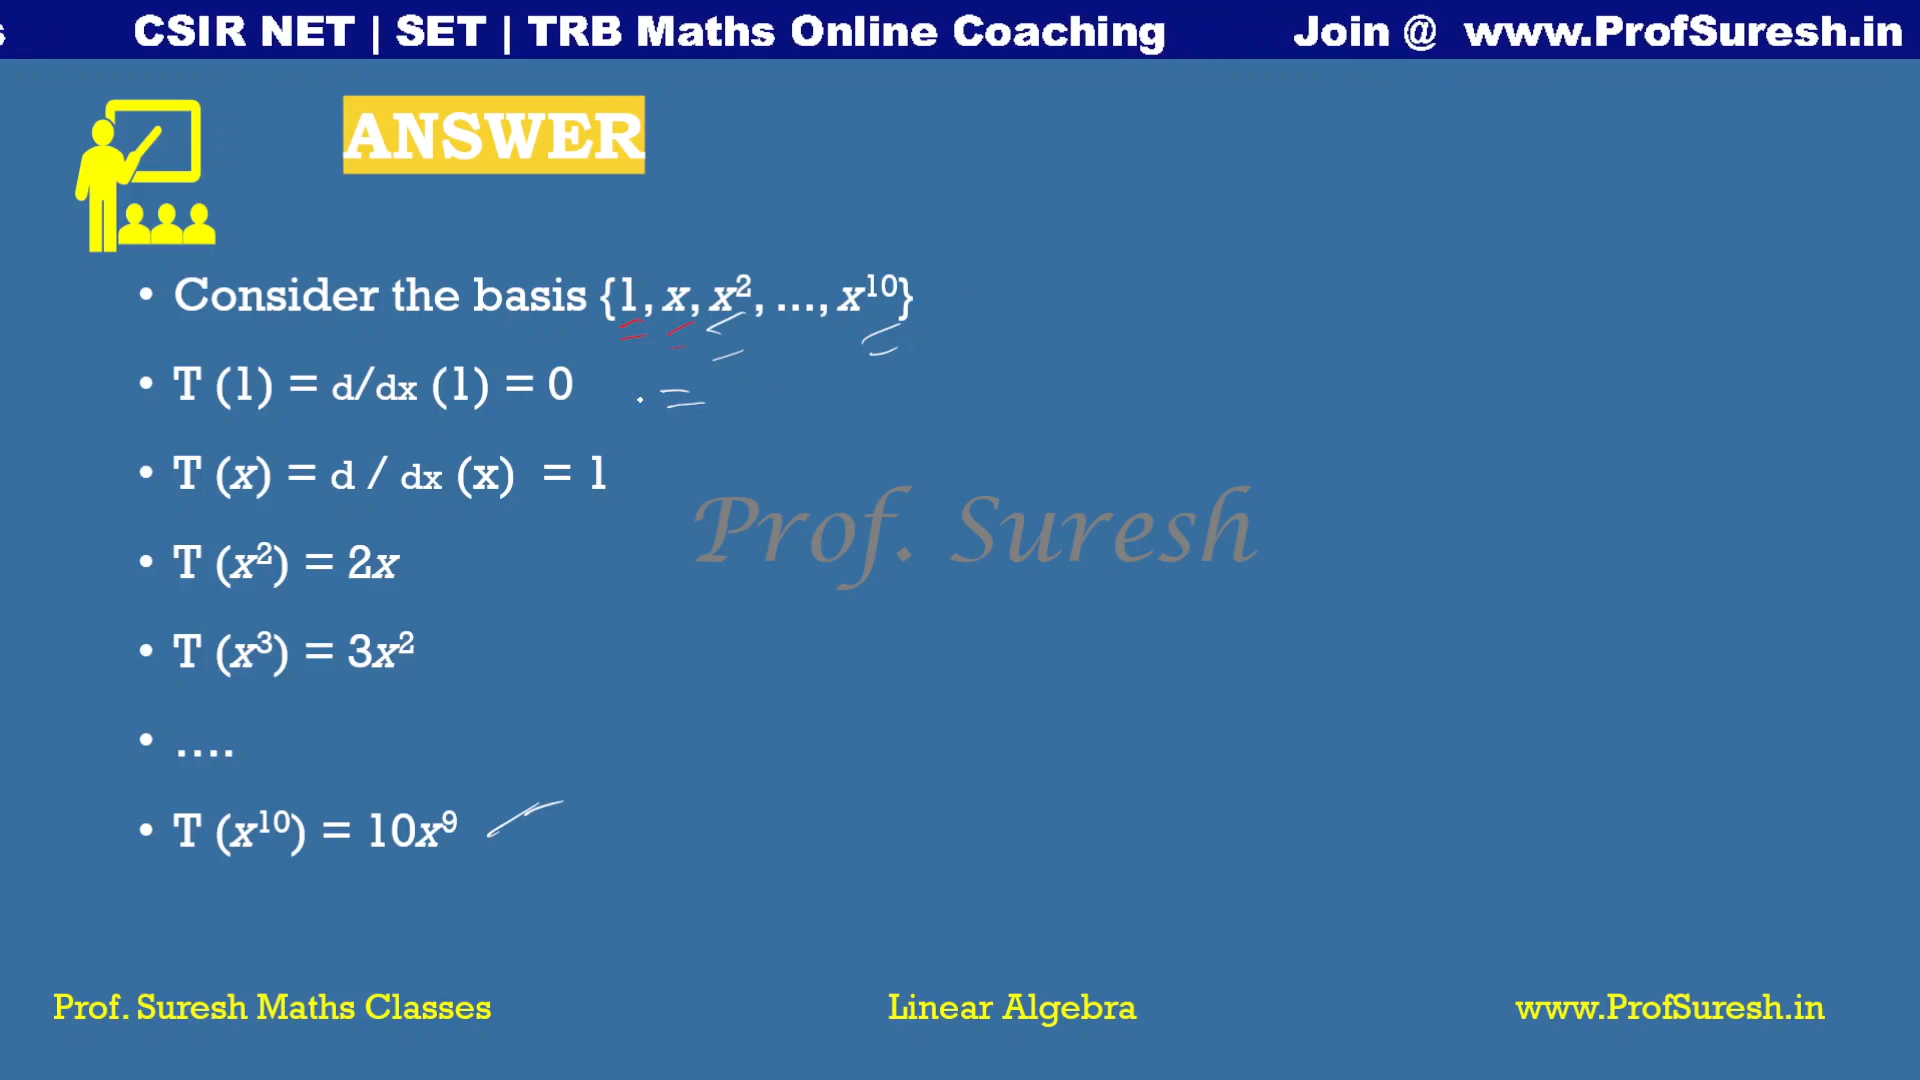 s CSIR NET | SET | TRB Maths Online Coaching Join @ www.ProfSuresh.in
ANSWER
• Consider the basis {1, x, x², ..., x¹⁰}
• T (1) = d/dx (1) = 0
• T (x) = d / dx (x) = 1
Prof. Suresh
• T (x²) = 2x
• T (x³) = 3x²
• ....
• T (x¹⁰) = 10x⁹
Prof. Suresh Maths Classes Linear Algebra www.ProfSuresh.in